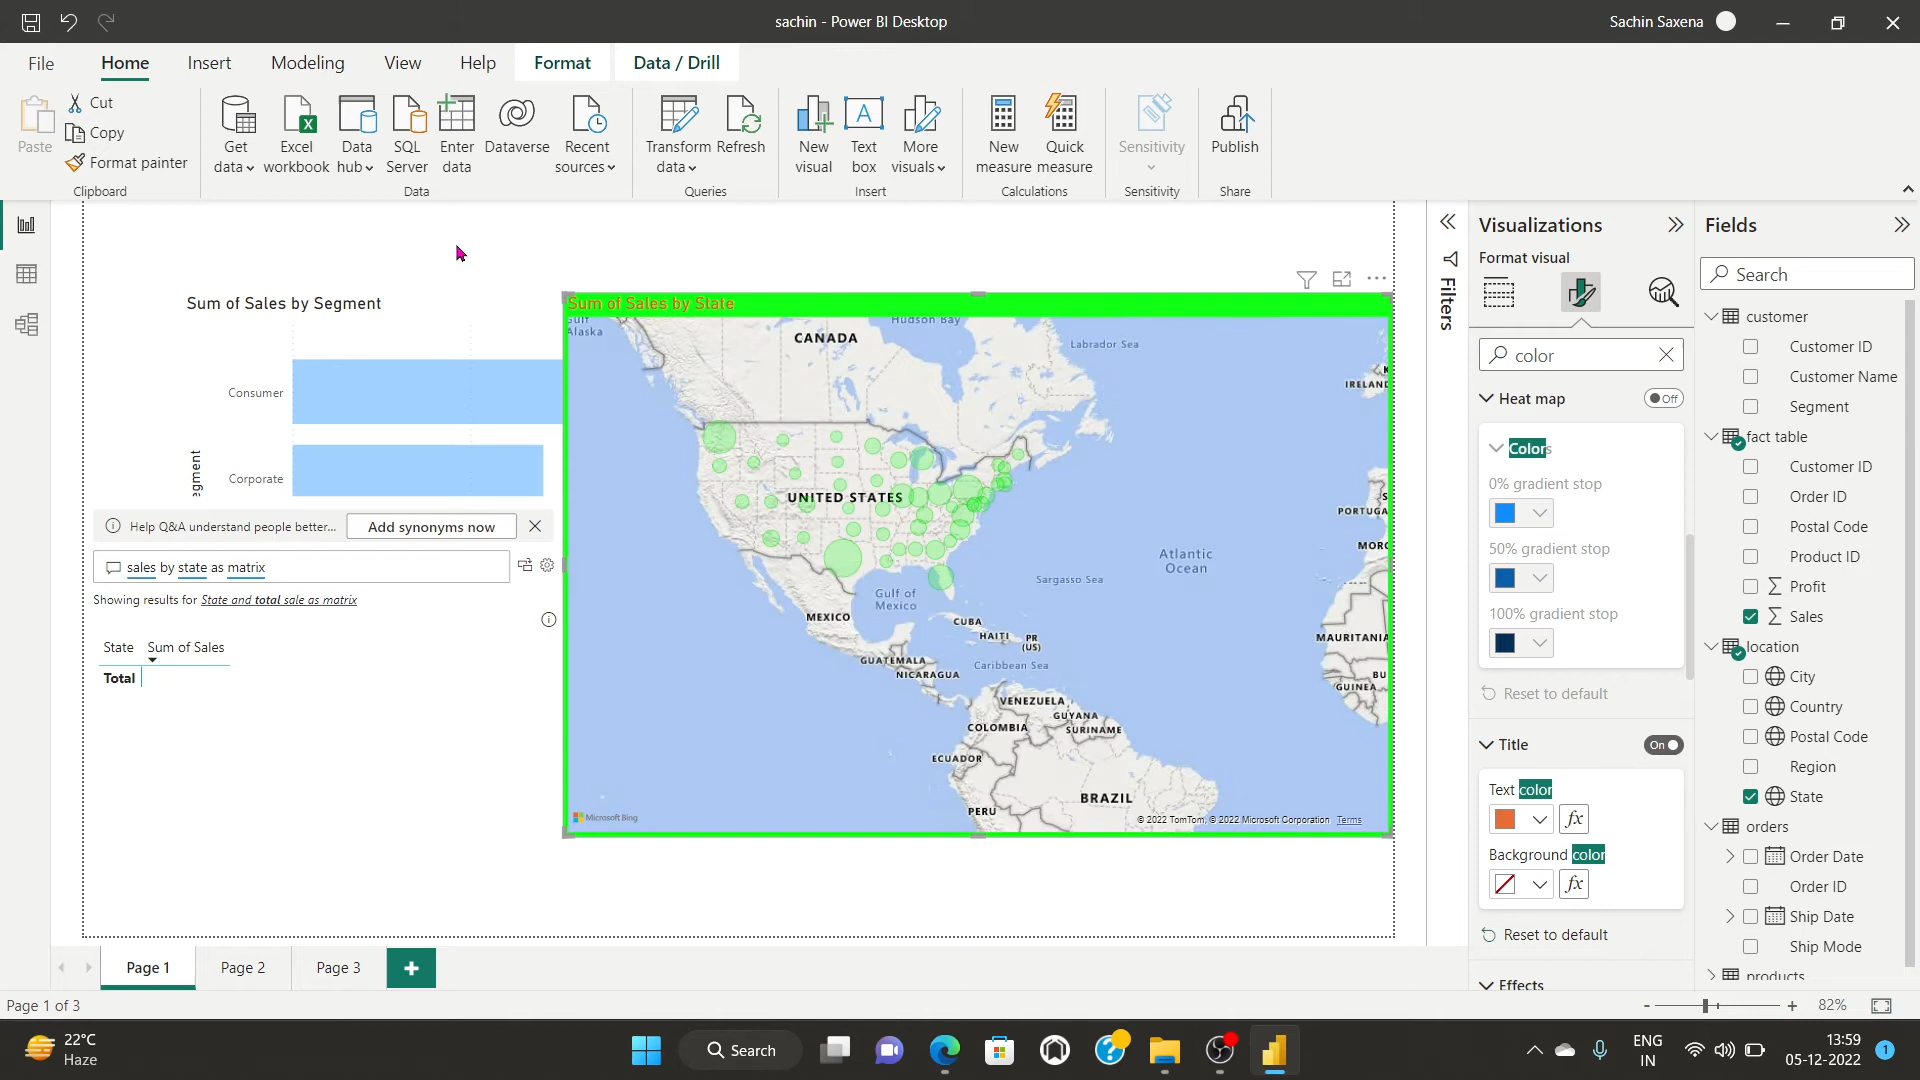 sachin - Power BI Desktop
Sachin Saxena
File
Home
Insert
Modeling
View
Help
Format
Data / Drill
Paste
Cut
Copy
Format painter
Clipboard
Get data
Excel workbook
Data hub
SQL Server
Enter data
Dataverse
Recent sources
Data
Transform data
Refresh
Queries
New visual
Text box
More visuals
Insert
New measure
Quick measure
Calculations
Sensitivity
Sensitivity
Publish
Share
Sum of Sales by Segment
Consumer
Corporate
egment
Help Q&A understand people better...
Add synonyms now
sales by state as matrix
Showing results for State and total sale as matrix
State Sum of Sales
Total
Sum of Sales by State
Gulf
Alaska
Hudson Bay
CANADA
Labrador Sea
IRELAND
UNITED STATES
PORTUGA
MORC
Atlantic
Ocean
Sargasso Sea
Gulf of
Mexico
MEXICO
CUBA
HAITI
PR
(US)
MAURITANIA
GUATEMALA
Caribbean Sea
NICARAGUA
GUINEA
BU
VENEZUELA
GUYANA
COLOMBIA
SURINAME
ECUADOR
BRAZIL
PERU
Microsoft Bing
© 2022 TomTom, © 2022 Microsoft Corporation Terms
Filters
Visualizations
Format visual
color
Heat map
Off
Colors
0% gradient stop
50% gradient stop
100% gradient stop
Reset to default
Title
On
Text color
fx
Background color
fx
Reset to default
Effects
Fields
Search
customer
Customer ID
Customer Name
Segment
fact table
Customer ID
Order ID
Postal Code
Product ID
Profit
Sales
location
City
Country
Postal Code
Region
State
orders
Order Date
Order ID
Ship Date
Ship Mode
products
Page 1
Page 2
Page 3
Page 1 of 3
82%
22°C
Haze
Search
ENG
IN
13:59
05-12-2022
1